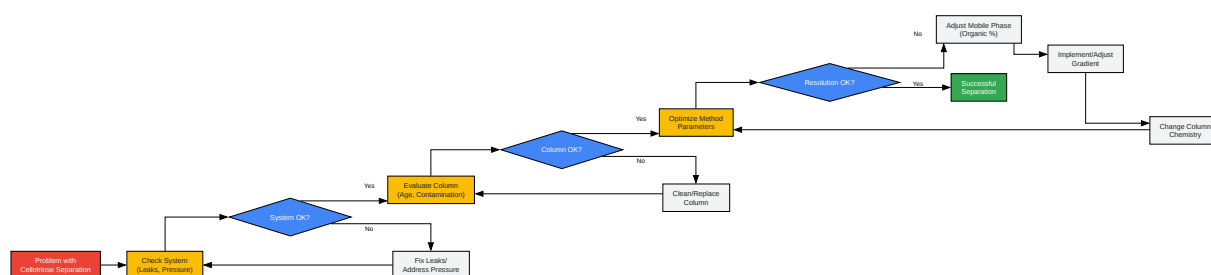 Problem with
Cellotriose Separation
Check System
(Leaks, Pressure)
System OK?
Yes
No
Fix Leaks/
Address Pressure
Evaluate Column
(Age, Contamination)
Column OK?
Yes
No
Clean/Replace
Column
Optimize Method
Parameters
Resolution OK?
No
Yes
Successful
Separation
Adjust Mobile Phase
(Organic %)
Implement/Adjust
Gradient
Change Column
Chemistry